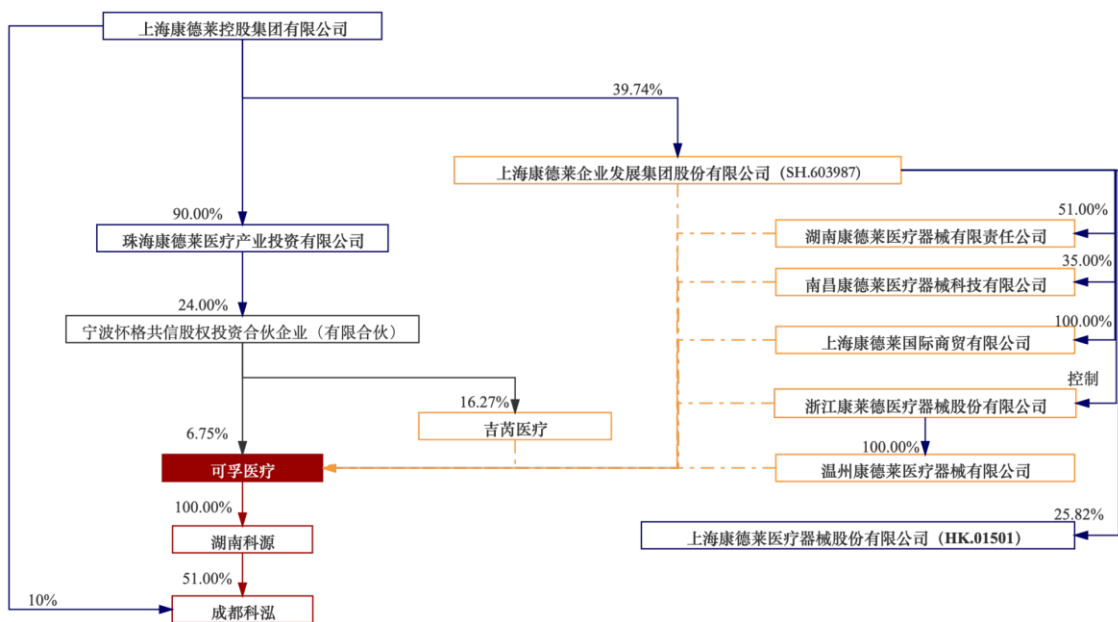 上海康德莱控股集团有限公司
39.74%
上海康德莱企业发展集团股份有限公司（SH.603987）
90.00%
珠海康德莱医疗产业投资有限公司
51.00%
湖南康德莱医疗器械有限责任公司
35.00%
南昌康德莱医疗器械科技有限公司
24.00%
宁波怀格共信股权投资合伙企业（有限合伙）
100.00%
上海康德莱国际商贸有限公司
控制
浙江康莱德医疗器械股份有限公司
16.27%
吉芮医疗
6.75%
可孚医疗
100.00%
温州康德莱医疗器械有限公司
100.00%
湖南科源
25.82%
上海康德莱医疗器械股份有限公司（HK.01501）
51.00%
10%
成都科泓